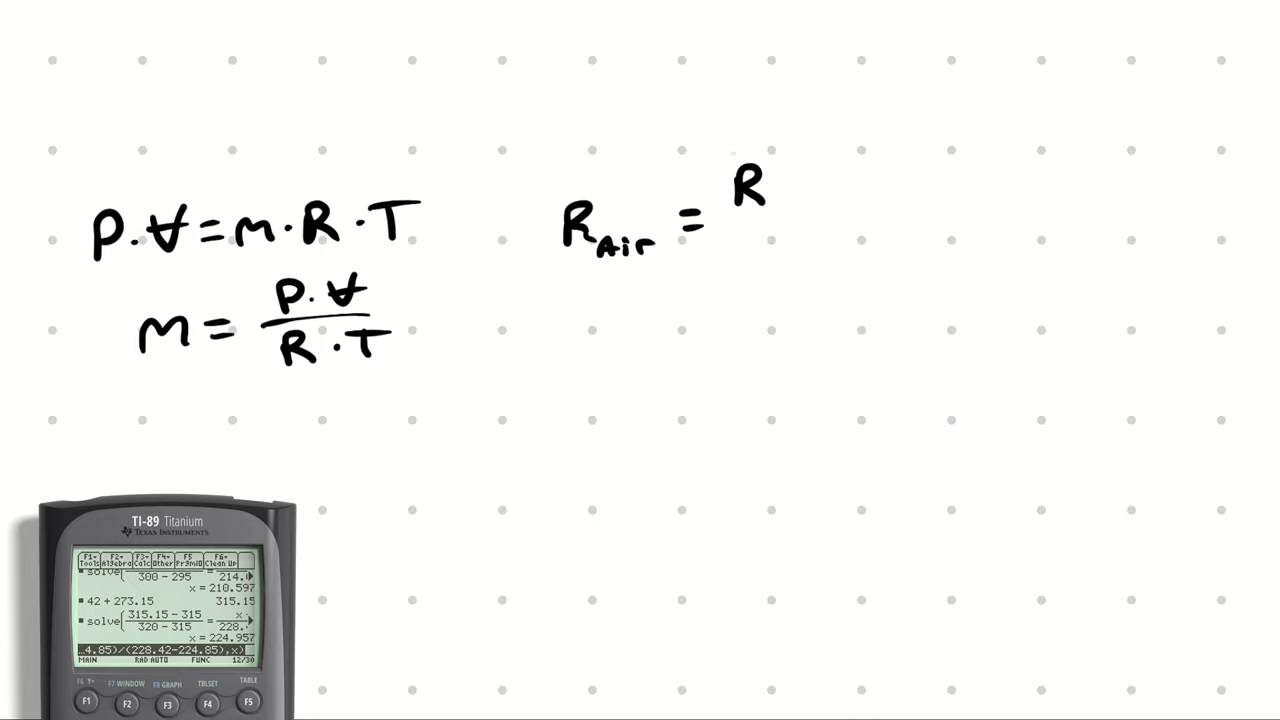 P.∀=m·R·T
m=P.∀/R·T
R_Air = R
TI-89 Titanium
TEXAS INSTRUMENTS
F1▾ Tools F2▾ Algebra F3▾ Calc F4▾ Other F5 PrgmIO F6▾ Clean Up
solve( 300 - 295 = 214.
x = 210.597
42 + 273.15 315.15
solve((315.15 - 315)/(320 - 315) = x 228.
x = 224.957
…4.85)/(228.42-224.85),x)
MAIN RAD AUTO FUNC 12/30
F6 Y= F7 WINDOW F8 GRAPH TBLSET TABLE
F1 F2 F3 F4 F5